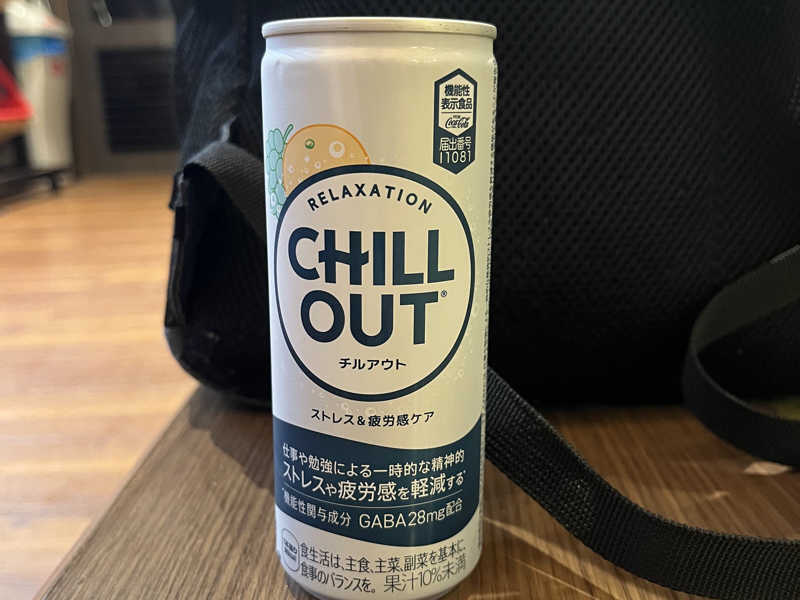 機能性
表示食品
Coca-Cola
届出番号
I1081
RELAXATION
CHILL
OUT®
チルアウト
ストレス&疲労感ケア
仕事や勉強による一時的な精神的
ストレスや疲労感を軽減する*
*機能性関与成分 GABA28mg配合
食生活は、主食、主菜、副菜を基本に、
食事のバランスを。 果汁10%未満